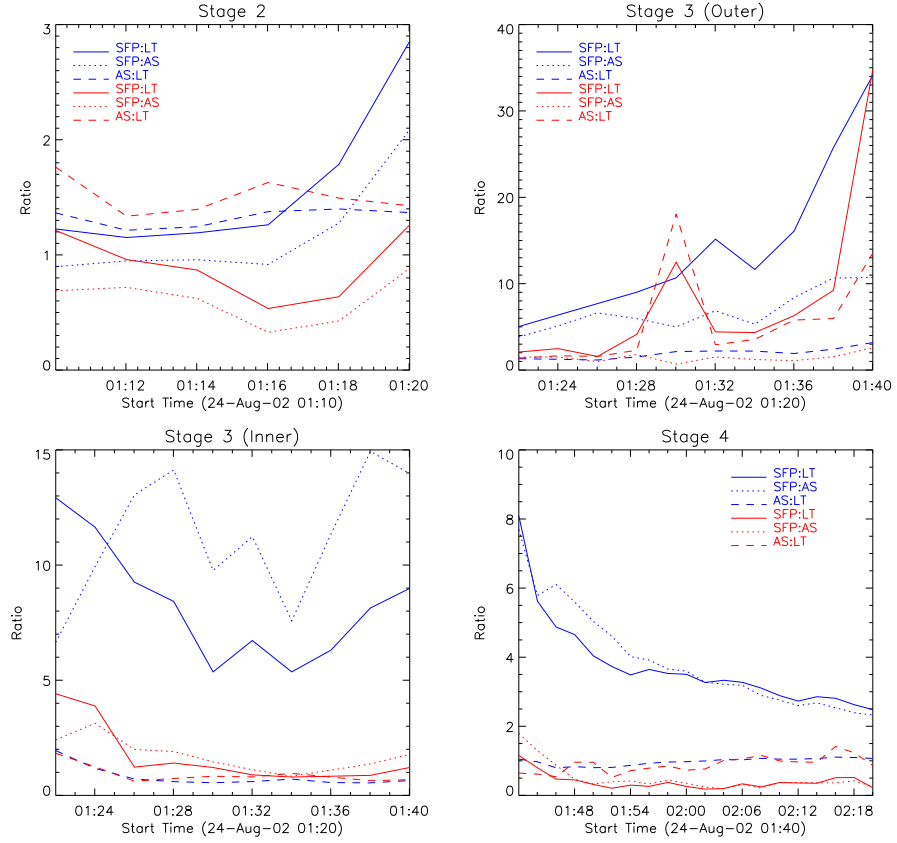 Stage 2
3
2
1
0
Ratio
SFP:LT
SFP:AS
AS:LT
SFP:LT
SFP:AS
AS:LT
01:12 01:14 01:16 01:18 01:20
Start Time (24-Aug-02 01:10)
Stage 3 (Outer)
40
30
20
10
0
Ratio
SFP:LT
SFP:AS
AS:LT
SFP:LT
SFP:AS
AS:LT
01:24 01:28 01:32 01:36 01:40
Start Time (24-Aug-02 01:20)
Stage 3 (Inner)
15
10
5
0
Ratio
01:24 01:28 01:32 01:36 01:40
Start Time (24-Aug-02 01:20)
Stage 4
10
8
6
4
2
0
Ratio
SFP:LT
SFP:AS
AS:LT
SFP:LT
SFP:AS
AS:LT
01:48 01:54 02:00 02:06 02:12 02:18
Start Time (24-Aug-02 01:40)